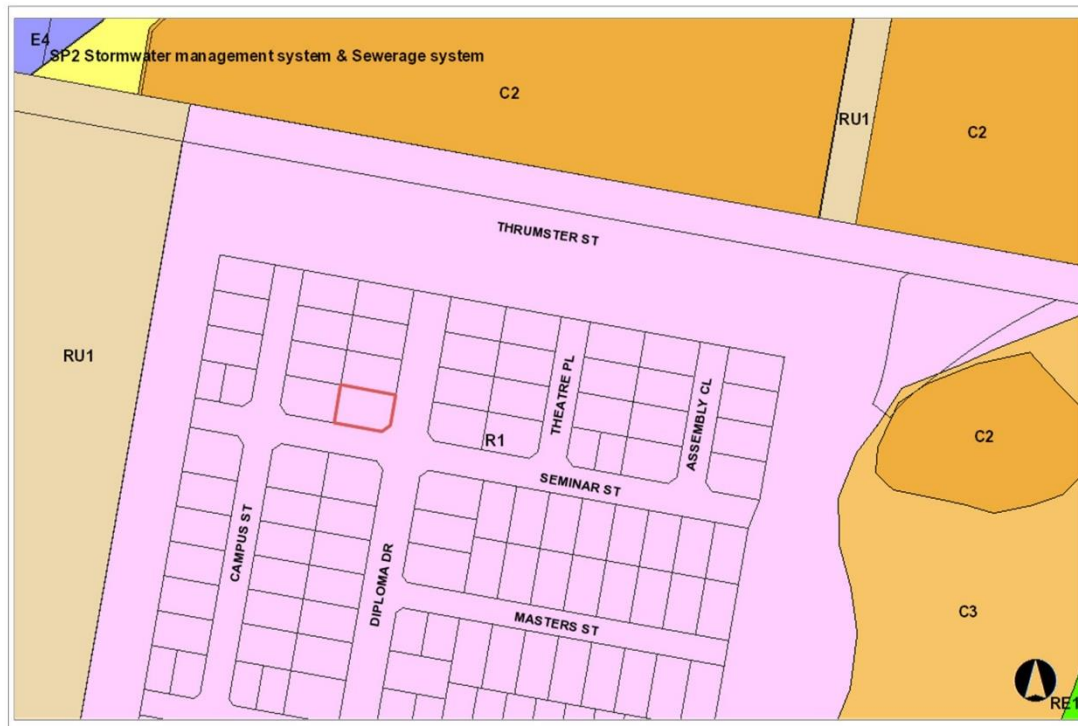 E4
SP2 Stormwater management system & Sewerage system
C2
RU1
C2
THRUMSTER ST
RU1
THEATRE PL
ASSEMBLY CL
R1
C2
SEMINAR ST
CAMPUS ST
DIPLOMA DR
MASTERS ST
C3
RE1